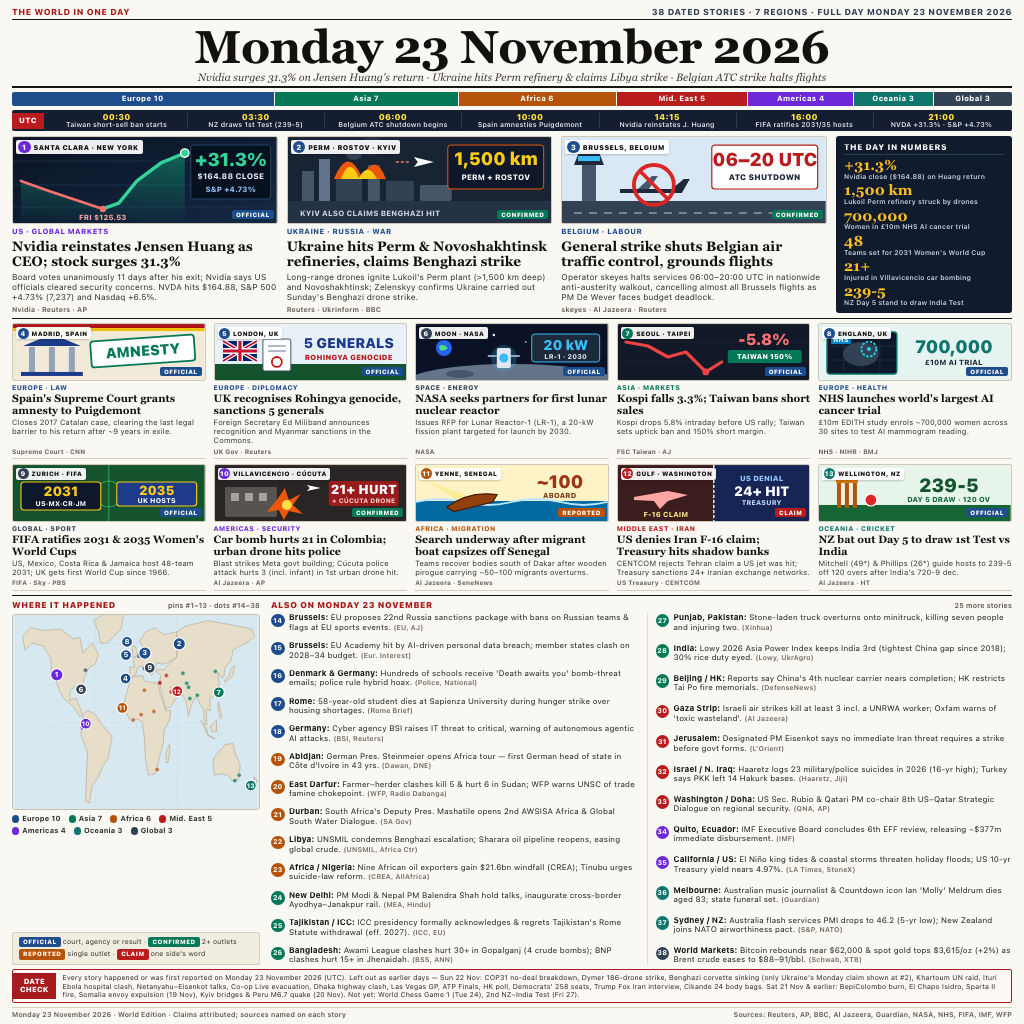 THE WORLD IN ONE DAY
38 DATED STORIES · 7 REGIONS · FULL DAY MONDAY 23 NOVEMBER 2026
Monday 23 November 2026
Nvidia surges 31.3% on Jensen Huang's return · Ukraine hits Perm refinery & claims Libya strike · Belgian ATC strike halts flights
Europe 10
Asia 7
Africa 6
Mid. East 5
Americas 4
Oceania 3
Global 3
UTC
00:30
Taiwan short-sell ban starts
03:30
NZ draws 1st Test (239-5)
06:00
Belgium ATC shutdown begins
10:00
Spain amnesties Puigdemont
14:15
Nvidia reinstates J. Huang
16:00
FIFA ratifies 2031/35 hosts
21:00
NVDA +31.3% · S&P +4.73%
1 SANTA CLARA · NEW YORK
+31.3%
$164.88 CLOSE
S&P +4.73%
FRI $125.53
OFFICIAL
US · GLOBAL MARKETS
Nvidia reinstates Jensen Huang as
CEO; stock surges 31.3%
Board votes unanimously 11 days after his exit; Nvidia says US
officials cleared security concerns. NVDA hits $164.88, S&P 500
+4.73% (7,237) and Nasdaq +6.5%.
Nvidia · Reuters · AP
2 PERM · ROSTOV · KYIV
1,500 km
PERM + ROSTOV
KYIV ALSO CLAIMS BENGHAZI HIT
CONFIRMED
UKRAINE · RUSSIA · WAR
Ukraine hits Perm & Novoshakhtinsk
refineries, claims Benghazi strike
Long-range drones ignite Lukoil's Perm plant (>1,500 km deep)
and Novoshakhtinsk; Zelenskyy confirms Ukraine carried out
Sunday's Benghazi drone strike.
Reuters · Ukrinform · BBC
3 BRUSSELS, BELGIUM
06–20 UTC
ATC SHUTDOWN
CONFIRMED
BELGIUM · LABOUR
General strike shuts Belgian air
traffic control, grounds flights
Operator skeyes halts 06:00–20:00 UTC in nationwide
anti-austerity walkout, cancelling almost all Brussels flights as
PM De Wever faces budget deadlock.
skeyes · Al Jazeera · Reuters
THE DAY IN NUMBERS
+31.3%
Nvidia close ($164.88) on Huang return
1,500 km
Lukoil Perm refinery struck by drones
700,000
Women in £10m NHS AI cancer trial
48
Teams set for 2031 Women's World Cup
21+
Injured in Villavicencio car bombing
239-5
NZ Day 5 stand to draw India Test
4 MADRID, SPAIN
AMNESTY
OFFICIAL
EUROPE · LAW
Spain's Supreme Court grants
amnesty to Puigdemont
Closes 2017 Catalan case, clearing the last legal
barrier to his return after ~9 years in exile.
Supreme Court · CNN
5 LONDON, UK
5 GENERALS
ROHINGYA GENOCIDE
OFFICIAL
EUROPE · DIPLOMACY
UK recognises Rohingya genocide,
sanctions 5 generals
Foreign Secretary Ed Miliband announces
recognition and Myanmar sanctions in the
Commons.
UK Gov · Reuters
6 MOON · NASA
20 kW
LR-1 · 2030
OFFICIAL
SPACE · ENERGY
NASA seeks partners for first lunar
nuclear reactor
Issues RFP for Lunar Reactor-1 (LR-1), a 20-kW
fission plant targeted for launch by 2030.
NASA
7 SEOUL · TAIPEI
-5.8%
TAIWAN 150%
OFFICIAL
ASIA · MARKETS
Kospi falls 3.3%; Taiwan bans short
sales
Kospi drops 5.8% intraday before US rally; Taiwan
sets uptick ban and 150% short margin.
FSC Taiwan · AJ
8 ENGLAND, UK
NHS
700,000
£10M AI TRIAL
OFFICIAL
EUROPE · HEALTH
NHS launches world's largest AI
cancer trial
£10m EDITH study enrols ~700,000 women across
30 sites to test AI mammogram reading.
NHS · NIHR · BMJ
9 ZURICH · FIFA
2031
US·MX·CR·JM
2035
UK HOSTS
OFFICIAL
GLOBAL · SPORT
FIFA ratifies 2031 & 2035 Women's
World Cups
US, Mexico, Costa Rica & Jamaica host 48-team
2031; UK gets first World Cup since 1966.
FIFA · Sky · PBS
10 VILLAVICENCIO · CÚCUTA
21+ HURT
+ CÚCUTA DRONE
CONFIRMED
AMERICAS · SECURITY
Car bomb hurts 21 in Colombia;
urban drone hits police
Blast strikes Meta govt building; Cúcuta police
attack hurts 3 (incl. infant) in 1st urban drone hit.
Al Jazeera · AP
11 YENNE, SENEGAL
~100
ABOARD
REPORTED
AFRICA · MIGRATION
Search underway after migrant
boat capsizes off Senegal
Teams recover bodies south of Dakar after wooden
pirogue carrying ~50–100 migrants overturns.
Al Jazeera · SeneNews
12 GULF · WASHINGTON
F-16 CLAIM
US DENIAL
24+ HIT
TREASURY
CLAIM
MIDDLE EAST · IRAN
US denies Iran F-16 claim;
Treasury hits shadow banks
CENTCOM rejects Tehran claim a US jet was hit;
Treasury sanctions 24+ Iranian exchange networks.
US Treasury · CENTCOM
13 WELLINGTON, NZ
239-5
DAY 5 DRAW · 120 OV
OFFICIAL
OCEANIA · CRICKET
NZ bat out Day 5 to draw 1st Test vs
India
Mitchell (49*) & Phillips (26*) guide hosts to 239-5
off 120 overs after India's 720-9 dec.
Al Jazeera · HT
WHERE IT HAPPENED
pins #1–13 · dots #14–38
1
2
3
4
5
6
7
8
9
10
11
12
13
Europe 10
Asia 7
Africa 6
Mid. East 5
Americas 4
Oceania 3
Global 3
OFFICIAL court, agency or result · CONFIRMED 2+ outlets
REPORTED single outlet · CLAIM one side's word
ALSO ON MONDAY 23 NOVEMBER
25 more stories
14 Brussels: EU proposes 22nd Russia sanctions package with bans on Russian teams &
flags at EU sports events. (EU, AJ)
15 Brussels: EU Academy hit by AI-driven personal data breach; member states clash on
2028–34 budget. (Eur. Interest)
16 Denmark & Germany: Hundreds of schools receive 'Death awaits you' bomb-threat
emails; police rule hybrid hoax. (Police, National)
17 Rome: 58-year-old student dies at Sapienza University during hunger strike over
housing shortages. (Rome Brief)
18 Germany: Cyber agency BSI raises IT threat to critical, warning of autonomous agentic
AI attacks. (BSI, Reuters)
19 Abidjan: German Pres. Steinmeier opens Africa tour — first German head of state in
Côte d'Ivoire in 43 yrs. (Dawan, DNE)
20 East Darfur: Farmer–herder clashes kill 5 & hurt 6 in Sudan; WFP warns UNSC of trade
famine chokepoint. (WFP, Radio Dabanga)
21 Durban: South Africa's Deputy Pres. Mashatile opens 2nd AWSISA Africa & Global
South Water Dialogue. (SA Gov)
22 Libya: UNSMIL condemns Benghazi escalation; Sharara oil pipeline reopens, easing
global crude. (UNSMIL, Africa Ctr)
23 Africa / Nigeria: Nine African oil exporters gain $21.6bn windfall (CREA); Tinubu urges
suicide-law reform. (CREA, AllAfrica)
24 New Delhi: PM Modi & Nepal PM Balendra Shah hold talks, inaugurate cross-border
Ayodhya–Janakpur rail. (MEA, Hindu)
25 Tajikistan / ICC: ICC presidency formally acknowledges & regrets Tajikistan's Rome
Statute withdrawal (eff. 2027). (ICC, EU)
26 Bangladesh: Awami League clashes hurt 30+ in Gopalganj (4 crude bombs); BNP
clashes hurt 15+ in Jhenaidah. (BSS, ANN)
27 Punjab, Pakistan: Stone-laden truck overturns onto minitruck, killing seven people
and injuring two. (Xinhua)
28 India: Lowy 2026 Asia Power Index keeps India 3rd (tightest China gap since 2018);
30% rice duty eyed. (Lowy, UkrAgro)
29 Beijing / HK: Reports say China's 4th nuclear carrier nears completion; HK restricts
Tai Po fire memorials. (DefenseNews)
30 Gaza Strip: Israeli air strikes kill at least 3 incl. a UNRWA worker; Oxfam warns of
'toxic wasteland'. (Al Jazeera)
31 Jerusalem: Designated PM Eisenkot says no immediate Iran threat requires a strike
before govt forms. (L'Orient)
32 Israel / N. Iraq: Haaretz logs 23 military/police suicides in 2026 (16-yr high); Turkey
says PKK left 14 Hakurk bases. (Haaretz, Jiji)
33 Washington / Doha: US Sec. Rubio & Qatari PM co-chair 8th US–Qatar Strategic
Dialogue on regional security. (QNA, AP)
34 Quito, Ecuador: IMF Executive Board concludes 6th EFF review, releasing ~$377m
immediate disbursement. (IMF)
35 California / US: El Niño king tides & coastal storms threaten holiday floods; US 10-yr
Treasury yield nears 4.97%. (LA Times, StoneX)
36 Melbourne: Australian music journalist & Countdown icon Ian 'Molly' Meldrum dies
aged 83; state funeral set. (Guardian)
37 Sydney / NZ: Australia flash services PMI drops to 46.2 (5-yr low); New Zealand
joins NATO airworthiness pact. (S&P, NATO)
38 World Markets: Bitcoin rebounds near $62,000 & spot gold tops $3,615/oz (+2%) as
Brent crude eases to $88–91/bbl. (Schwab, XTB)
DATE
CHECK
Every story happened or was first reported on Monday 23 November 2026 (UTC). Left out as earlier days — Sun 22 Nov: COP31 no-deal breakdown, Dymer 186-drone strike, Benghazi corvette sinking (only Ukraine's Monday claim shown at #2), Khartoum UN raid, Ituri
Ebola hospital clash, Netanyahu–Eisenkot talks, Co-op Live evacuation, Dhaka highway clash, Las Vegas GP, ATP Finals, HK poll, Democrats' 258 seats, Trump Fox Iran interview, Cikande 24 body bags. Sat 21 Nov & earlier: BepiColombo burn, El Chapo Isidro, Sparta II
fire, Somalia envoy expulsion (19 Nov), Kyiv bridges & Peru M6.7 quake (20 Nov). Not yet: World Chess Game 1 (Tue 24), 2nd NZ–India Test (Fri 27).
Monday 23 November 2026 · World Edition · Claims attributed; sources named on each story
Sources: Reuters, AP, BBC, Al Jazeera, Guardian, NASA, NHS, FIFA, IMF, WFP